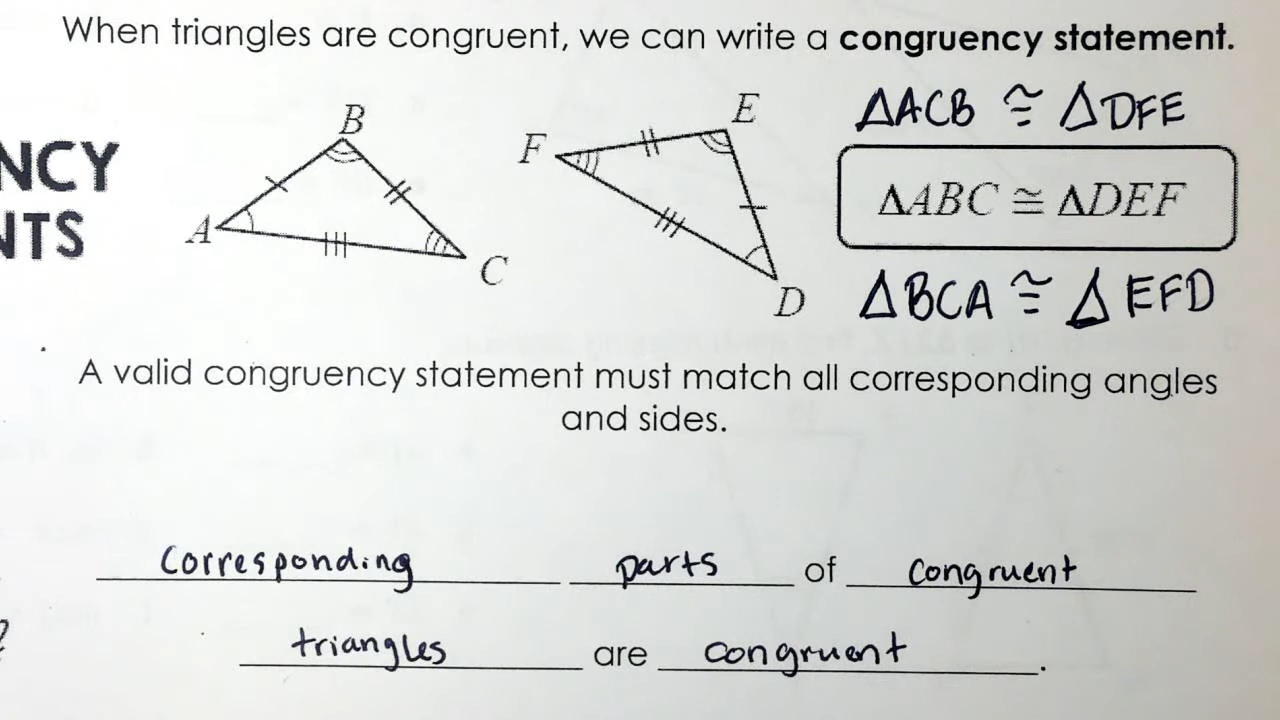 When triangles are congruent, we can write a congruency statement.
B
E
F
A
C
D
NCY
NTS
ΔACB ≅ ΔDFE
ΔABC ≅ ΔDEF
ΔBCA ≅ ΔEFD
A valid congruency statement must match all corresponding angles
and sides.
Corresponding parts of congruent
triangles are congruent.
?